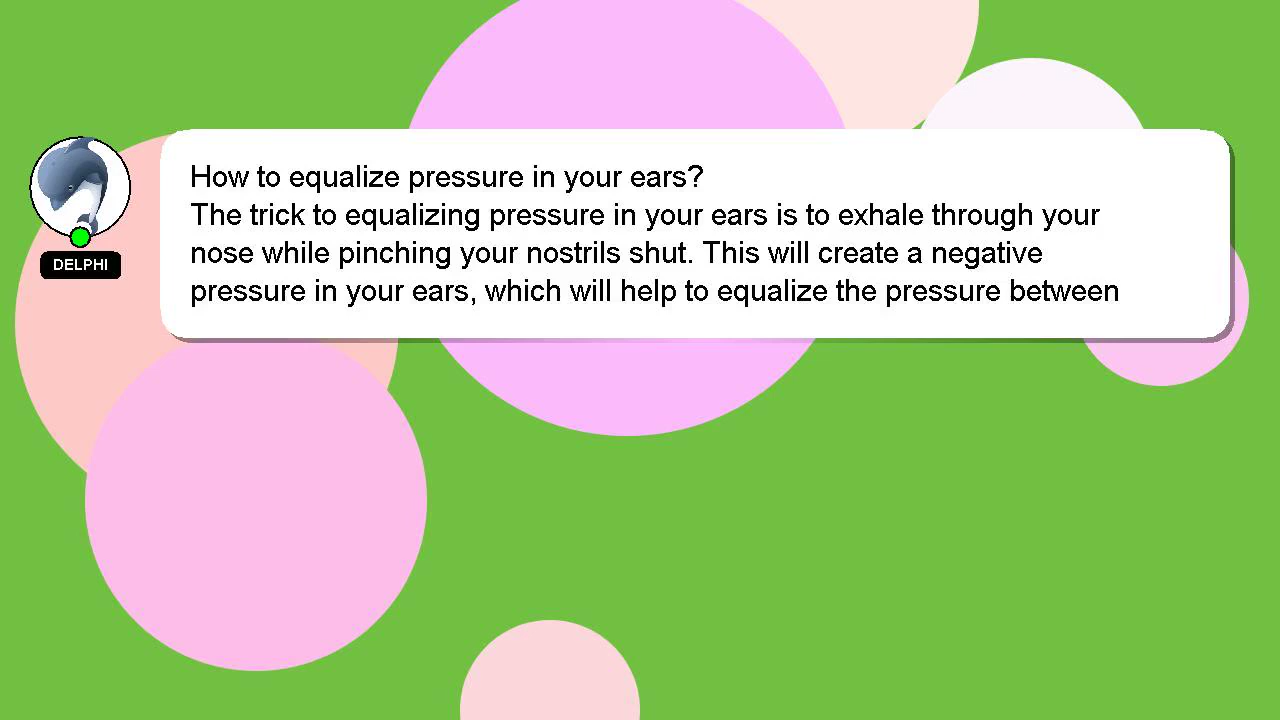 How to equalize pressure in your ears?
The trick to equalizing pressure in your ears is to exhale through your
nose while pinching your nostrils shut. This will create a negative
pressure in your ears, which will help to equalize the pressure between
DELPHI